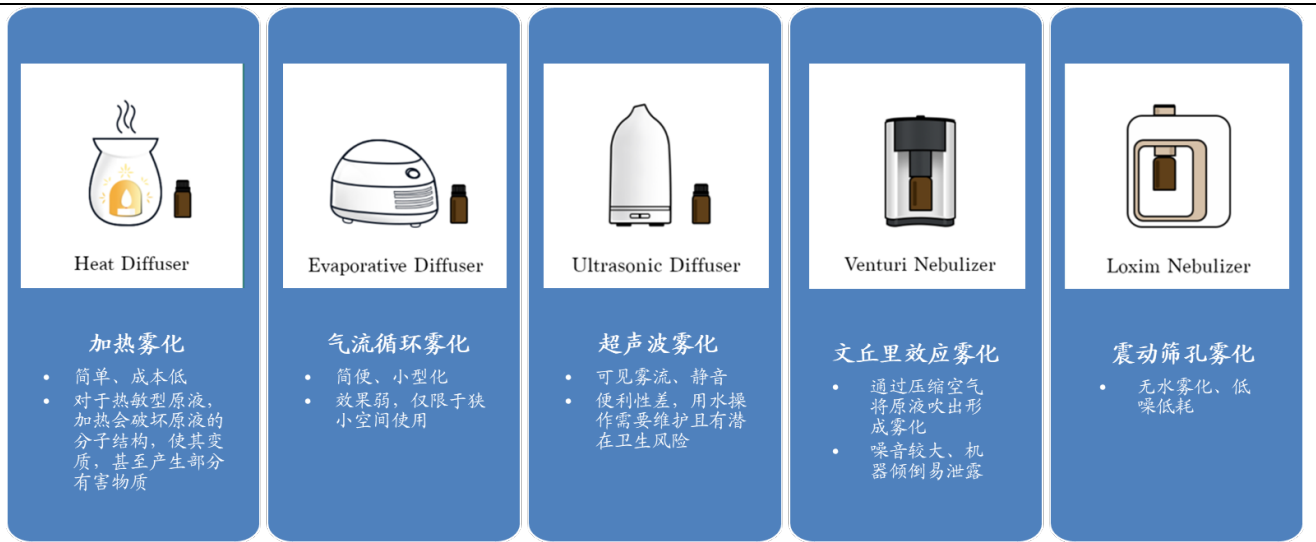 Heat Diffuser
加热雾化
• 简单、成本低
• 对于热敏型原液，
加热会破坏原液的
分子结构，使其变
质，甚至产生部分
有害物质
Evaporative Diffuser
气流循环雾化
• 简便、小型化
• 效果弱，仅限于狭
小空间使用
Ultrasonic Diffuser
超声波雾化
• 可见雾流、静音
• 便利性差，用水操
作需要维护且有潜
在卫生风险
Venturi Nebulizer
文丘里效应雾化
• 通过压缩空气
将原液吹出形
成雾化
• 噪音较大、机
器倾倒易泄露
Loxim Nebulizer
震动筛孔雾化
• 无水雾化、低
噪低耗